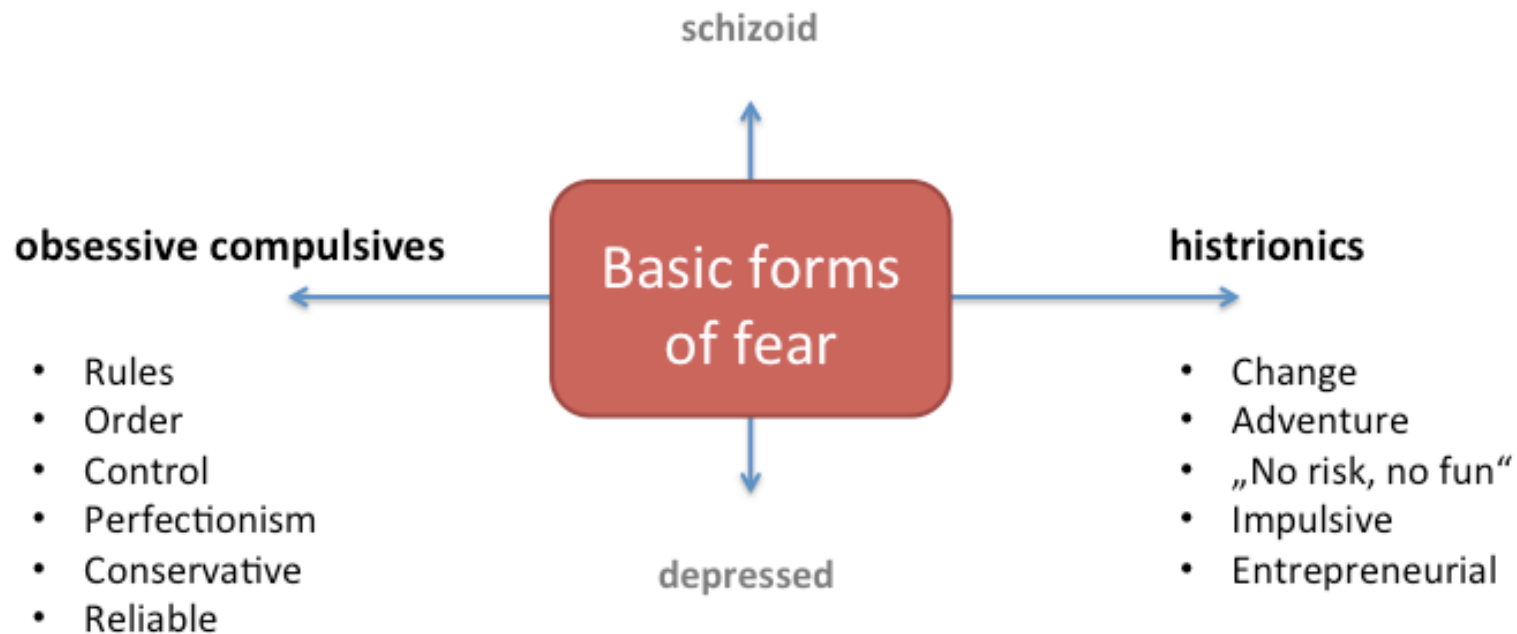 schizoid
obsessive compulsives
Basic forms
of fear
histrionics
• Rules
• Order
• Control
• Perfectionism
• Conservative
• Reliable
• Change
• Adventure
• „No risk, no fun“
• Impulsive
• Entrepreneurial
depressed